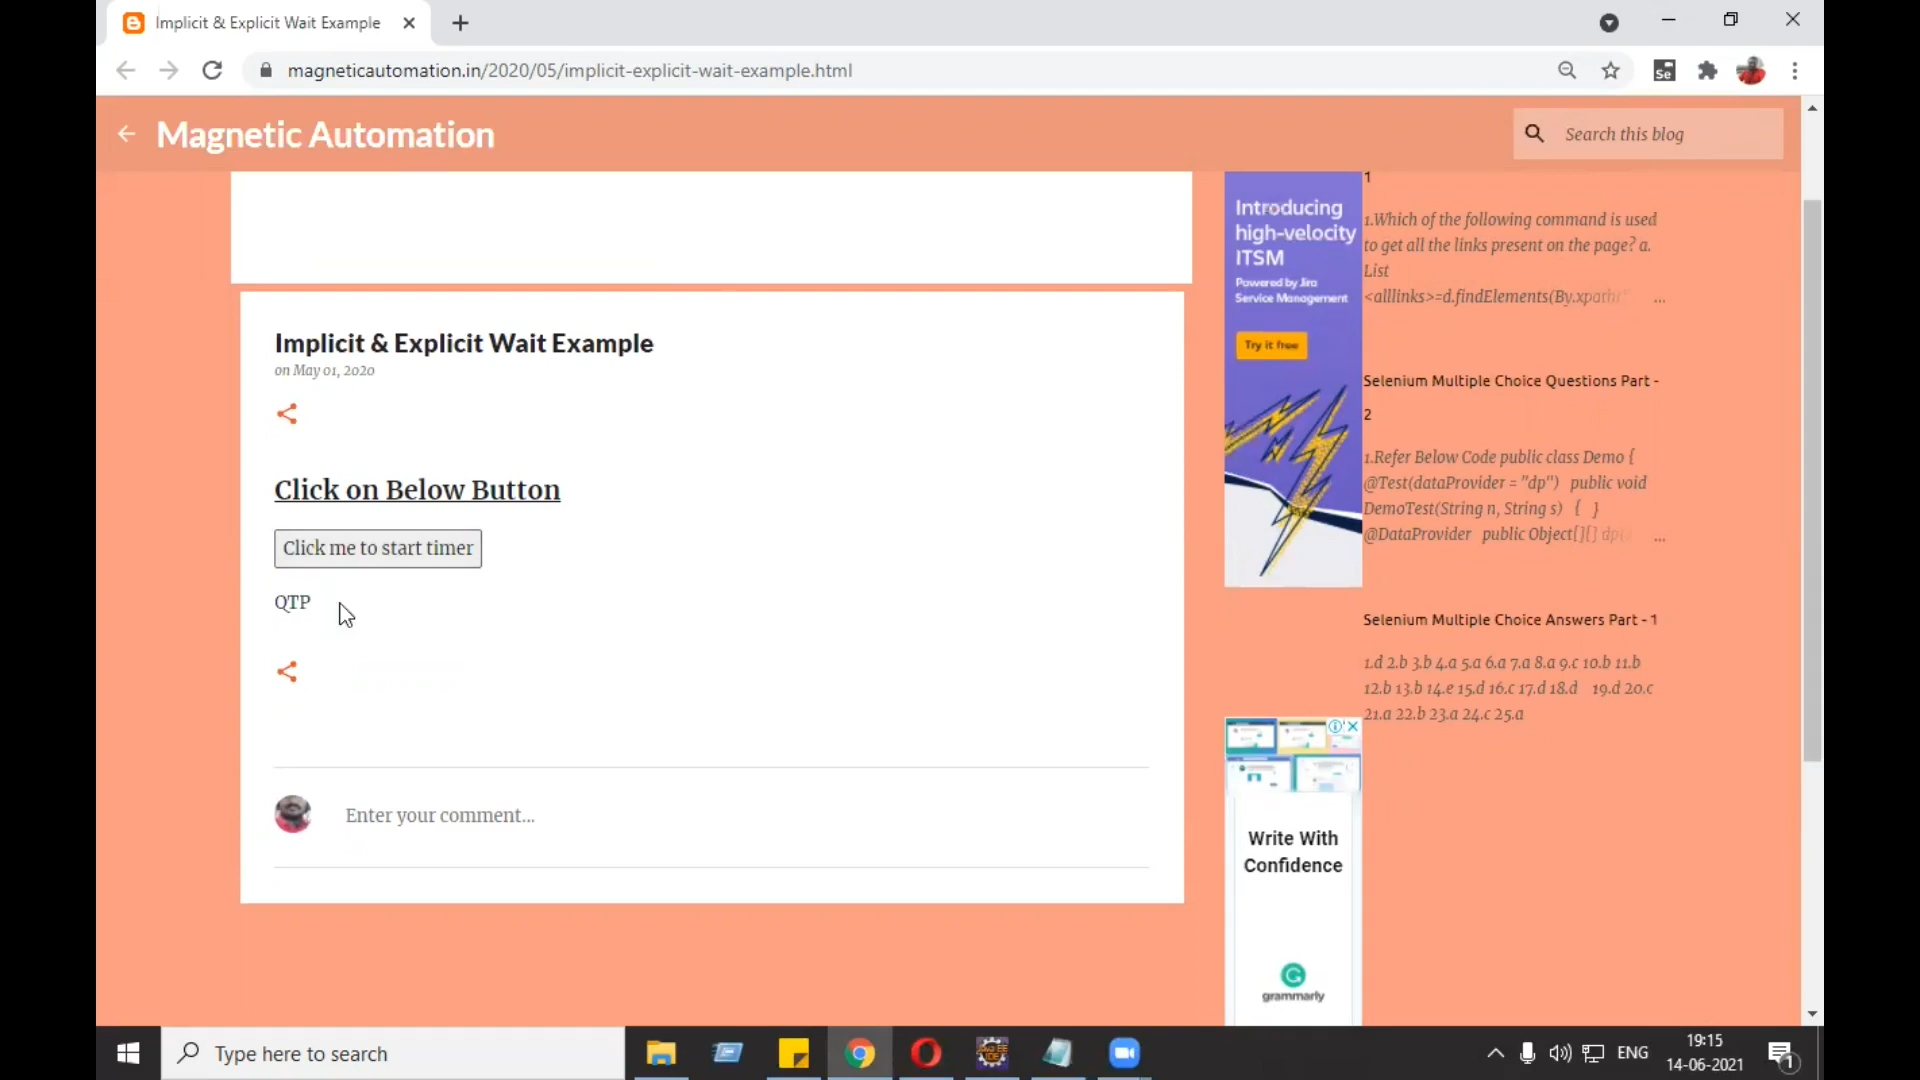 Implicit & Explicit Wait Example
magneticautomation.in/2020/05/implicit-explicit-wait-example.html
Se
Magnetic Automation
Search this blog
Introducing
high-velocity
ITSM
Powered by Jira
Service Management
Try it free
1
1.Which of the following command is used
to get all the links present on the page? a.
List
<alllinks>=d.findElements(By.xpath(
...
Implicit & Explicit Wait Example
on May 01, 2020
Click on Below Button
Click me to start timer
QTP
Enter your comment...
Selenium Multiple Choice Questions Part -
2
1.Refer Below Code public class Demo {
@Test(dataProvider = "dp") public void
DemoTest(String n, String s) { }
@DataProvider public Object[][] dp(
...
Selenium Multiple Choice Answers Part - 1
1.d 2.b 3.b 4.a 5.a 6.a 7.a 8.a 9.c 10.b 11.b
12.b 13.b 14.e 15.d 16.c 17.d 18.d 19.d 20.c
21.a 22.b 23.a 24.c 25.a
Write With
Confidence
G
grammarly
Type here to search
ENG
19:15
14-06-2021
1